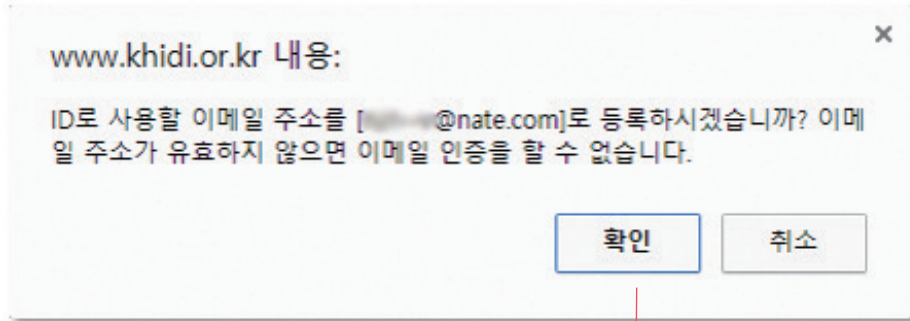 www.khidi.or.kr 내용:
ID로 사용할 이메일 주소를 [@nate.com]로 등록하시겠습니까? 이메
일 주소가 유효하지 않으면 이메일 인증을 할 수 없습니다.
확인 취소